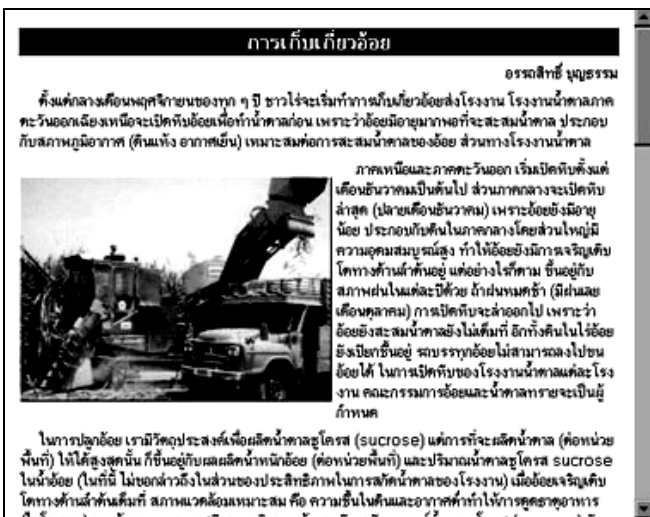 การเก็บเกี่ยวอ้อย
อรรถสิทธิ์ บุญธรรม
ตั้งแต่กลางเดือนพฤศจิกายนของทุก ๆ ปี ชาวไร่จะเริ่มทำการเก็บเกี่ยวอ้อยส่งโรงงาน โรงงานน้ำตาลภาค
ตะวันออกเฉียงเหนือจะเปิดหีบอ้อยเพื่อทำน้ำตาลก่อน เพราะว่าอ้อยมีอายุมากพอที่จะสะสมน้ำตาล ประกอบ
กับสภาพภูมิอากาศ (ดินแห้ง อากาศเย็น) เหมาะสมต่อการสะสมน้ำตาลของอ้อย ส่วนทางโรงงานน้ำตาล
ภาคเหนือและภาคตะวันออก เริ่มเปิดหีบตั้งแต่
เดือนธันวาคมเป็นต้นไป ส่วนภาคกลางจะเปิดหีบ
ล่าสุด (ปลายเดือนธันวาคม) เพราะอ้อยยังมีอายุ
น้อย ประกอบกับดินในภาคกลางโดยส่วนใหญ่มี
ความอุดมสมบูรณ์สูง ทำให้อ้อยยังมีการเจริญเติบ
โตทางด้านลำต้นอยู่ แต่อย่างไรก็ตาม ขึ้นอยู่กับ
สภาพฝนในแต่ละปีด้วย ถ้าฝนหมดช้า (มีฝนเลย
เดือนตุลาคม) การเปิดหีบจะล่าออกไป เพราะว่า
อ้อยยังสะสมน้ำตาลยังไม่เต็มที่ อีกทั้งดินในไร่อ้อย
ยังเปียกชื้นอยู่ รถบรรทุกอ้อยไม่สามารถลงไปขน
อ้อยได้ ในการเปิดหีบของโรงงานน้ำตาลแต่ละโรง
งาน คณะกรรมการอ้อยและน้ำตาลทรายจะเป็นผู้
กำหนด
ในการปลูกอ้อย เรามีวัตถุประสงค์เพื่อผลิตน้ำตาลซูโครส (sucrose) แต่การที่จะผลิตน้ำตาล (ต่อหน่วย
พื้นที่) ให้ได้สูงสุดนั้น ก็ขึ้นอยู่กับผลผลิตน้ำหนักอ้อย (ต่อหน่วยพื้นที่) และปริมาณน้ำตาลซูโครส sucrose
ในน้ำอ้อย (ในที่นี้ ไม่ขอกล่าวถึงในส่วนของประสิทธิภาพในการสกัดน้ำตาลของโรงงาน) เมื่ออ้อยเจริญเติบ
โตทางด้านลำต้นเต็มที่ สภาพแวดล้อมเหมาะสม คือ ความชื้นในดินและอากาศต่ำทำให้การดูดธาตุอาหาร